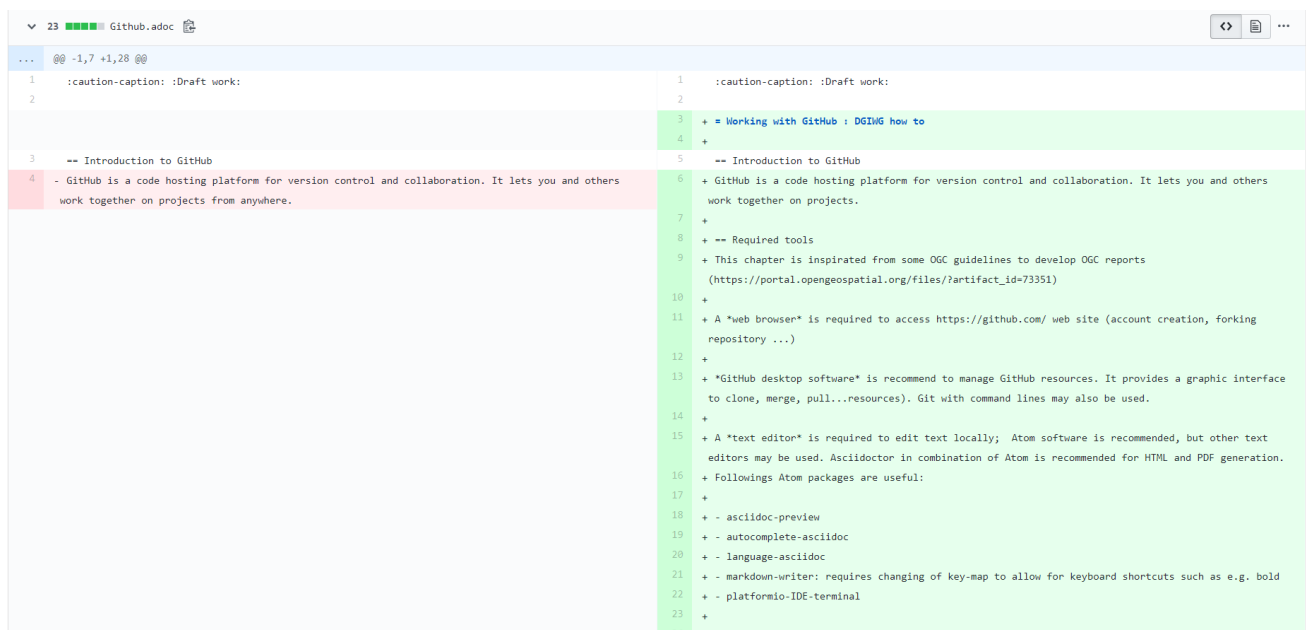 23 Github.adoc
... @@ -1,7 +1,28 @@
1 :caution-caption: :Draft work:
2
3 == Introduction to GitHub
4 - GitHub is a code hosting platform for version control and collaboration. It lets you and others
work together on projects from anywhere.
1 :caution-caption: :Draft work:
2
3 + = Working with GitHub : DGIWG how to
4 +
5 == Introduction to GitHub
6 + GitHub is a code hosting platform for version control and collaboration. It lets you and others
work together on projects.
7 +
8 + == Required tools
9 + This chapter is inspirated from some OGC guidelines to develop OGC reports
(https://portal.opengeospatial.org/files/?artifact_id=73351)
10 +
11 + A *web browser* is required to access https://github.com/ web site (account creation, forking
repository ...)
12 +
13 + *GitHub desktop software* is recommend to manage GitHub resources. It provides a graphic interface
to clone, merge, pull...resources). Git with command lines may also be used.
14 +
15 + A *text editor* is required to edit text locally;  Atom software is recommended, but other text
editors may be used. Asciidoctor in combination of Atom is recommended for HTML and PDF generation.
16 + Followings Atom packages are useful:
17 +
18 + - asciidoc-preview
19 + - autocomplete-asciidoc
20 + - language-asciidoc
21 + - markdown-writer: requires changing of key-map to allow for keyboard shortcuts such as e.g. bold
22 + - platformio-IDE-terminal
23 +